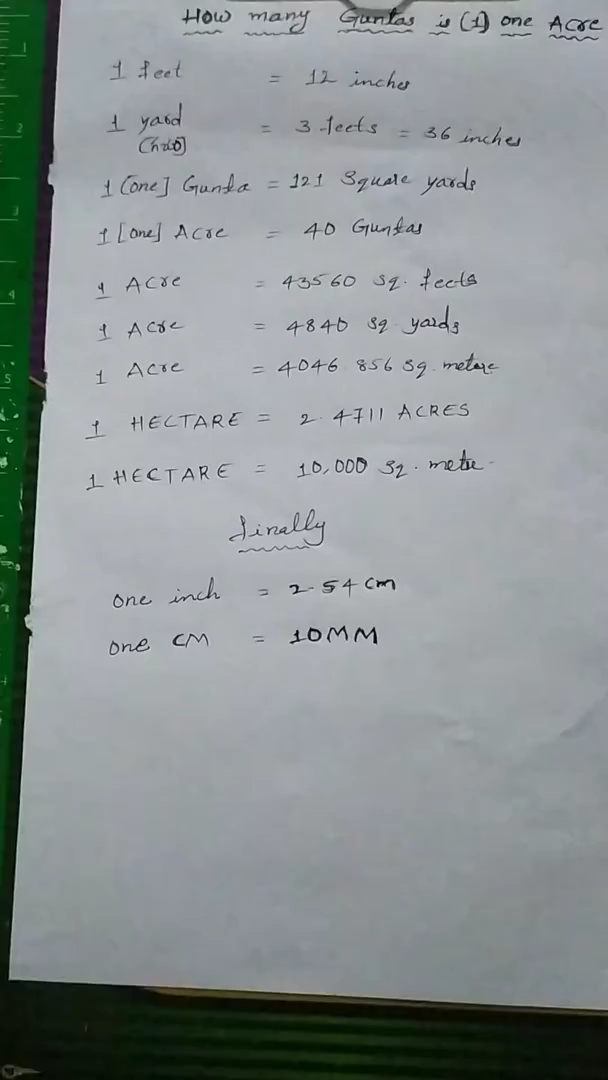 How many Guntas is (1) one Acre
1 feet = 12 inches
1 yard = 3 feets = 36 inches
1 [one] Gunta = 121 Square yards
1 [one] Acre = 40 Guntas
1 Acre = 43560 sq. feets
1 Acre = 4840 sq. yards
1 Acre = 4046.856 sq. metere
1 HECTARE = 2.4711 ACRES
1 HECTARE = 10,000 sq. metre.
finally
one inch = 2.54 cm
one CM = 10MM